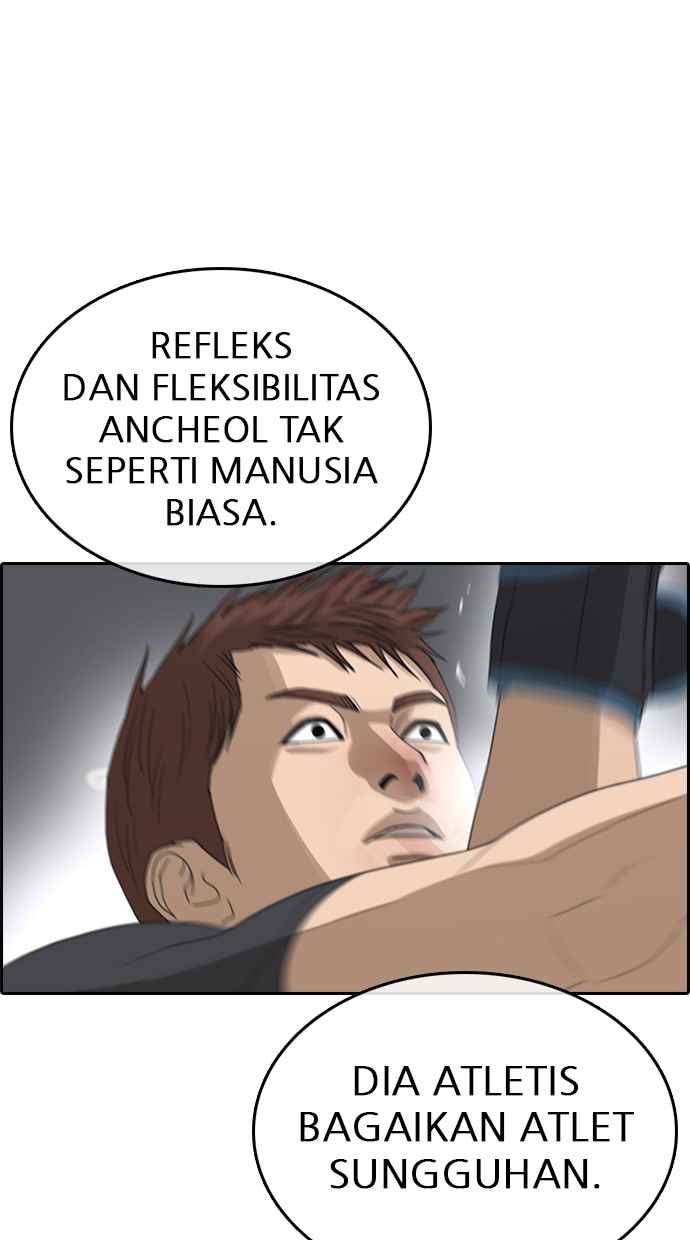 REFLEKS
DAN FLEKSIBILITAS
ANCHEOL TAK
SEPERTI MANUSIA
BIASA.
DIA ATLETIS
BAGAIKAN ATLET
SUNGGUHAN.